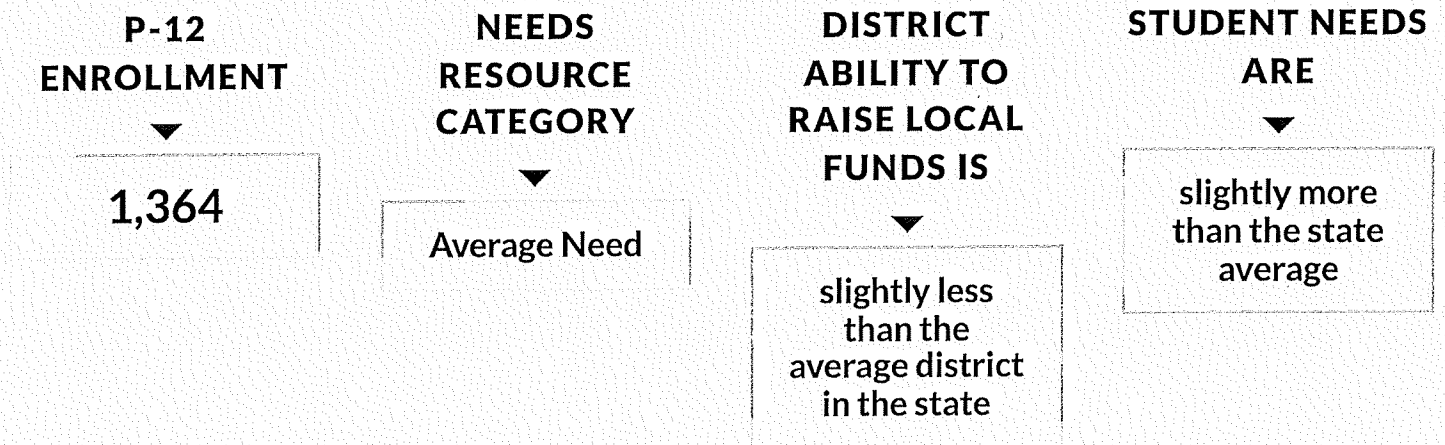 P-12
ENROLLMENT
1,364
NEEDS
RESOURCE
CATEGORY
Average Need
DISTRICT
ABILITY TO
RAISE LOCAL
FUNDS IS
slightly less
than the
average district
in the state
STUDENT NEEDS
ARE
slightly more
than the state
average